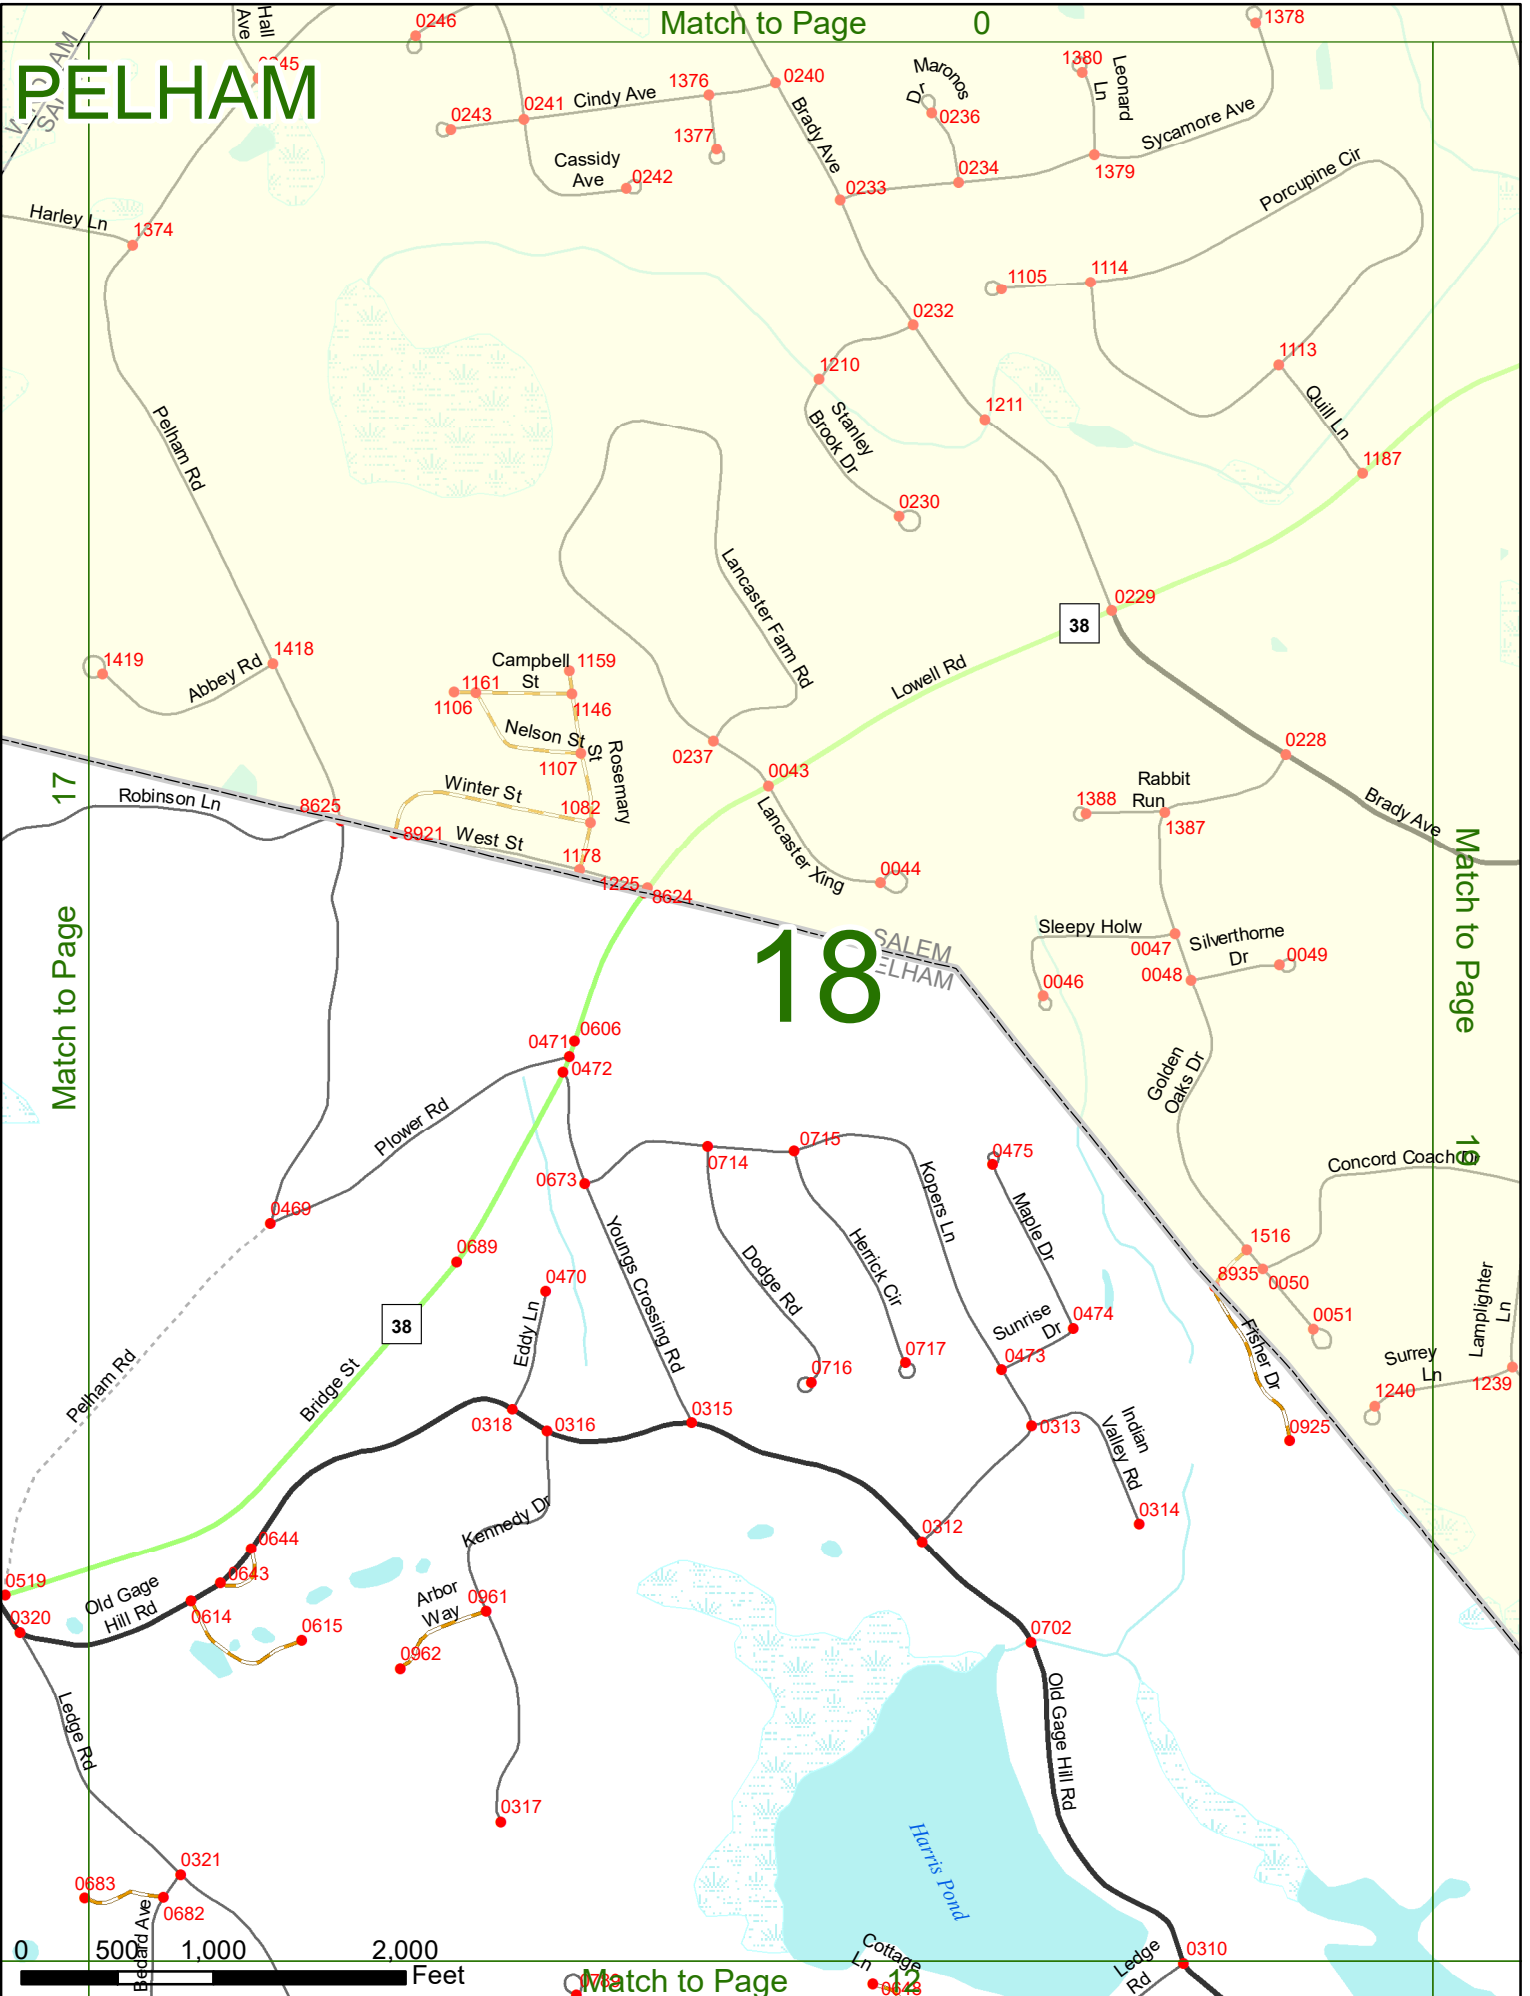 Match to Page 0
PELHAM
Hall
Ave
0246
1378
0243
0241
Cindy Ave
1376
0240
1377
Cassidy
Ave
0242
Brady Ave
Maronos
Dr
0236
1380
Leonard
Ln
Sycamore Ave
0233
0234
1379
Porcupine Cir
Harley Ln
1374
1105
1114
0232
1210
1113
Stanley
Brook Dr
1211
Quill Ln
1187
Pelham Rd
0230
Lancaster Farm Rd
0229
38
Lowell Rd
1419
Abbey Rd
1418
Campbell
St
1159
1161
1106
1146
Nelson St
1107
Rosemary
St
0237
0043
0228
Match to Page 17
Robinson Ln
8625
Winter St
1082
8921
West St
1178
1225
8624
Lancaster Xing
0044
Rabbit
Run
1388
1387
Brady Ave
Match to Page 19
18
SALEM
PELHAM
Sleepy Holw
0047
Silverthorne
Dr
0049
0048
0046
Golden
Oaks Dr
0606
0471
0472
Plower Rd
0469
0673
0714
0715
Kopers Ln
0475
Maple Dr
Concord Coach Dr
1516
8935
0050
0051
Lamplighter
Ln
0689
38
0470
Eddy Ln
Youngs Crossing Rd
Dodge Rd
Herrick Cir
Sunrise
Dr
0474
0473
0716
0717
Fisher Dr
Surrey
Ln
1240
1239
Pelham Rd
Bridge St
0318
0316
0315
0313
Indian
Valley Rd
0925
0314
0312
Kennedy Dr
0644
0643
0519
0320
Old Gage
Hill Rd
0614
0615
Arbor
Way
0961
0962
0702
Ledge Rd
Old Gage Hill Rd
0317
Harris Pond
0321
0683
0682
Bedard Ave
0 500 1,000 2,000
Feet
0789
Match to Page 12
Cottage
Ln
0648
Ledge
Rd
0310